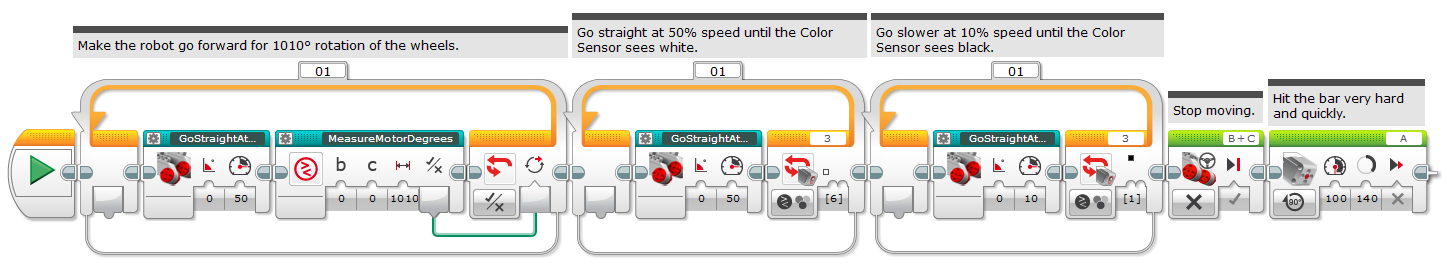 Make the robot go forward for 1010° rotation of the wheels.
Go straight at 50% speed until the Color
Sensor sees white.
Go slower at 10% speed until the Color
Sensor sees black.
Stop moving.
Hit the bar very hard
and quickly.
01
01
01
GoStraightAt...
MeasureMotorDegrees
GoStraightAt...
3
GoStraightAt...
3
B+C
A
b c
0 50
0 0 1010
0 50
[6]
0 10
[1]
90°
100 140